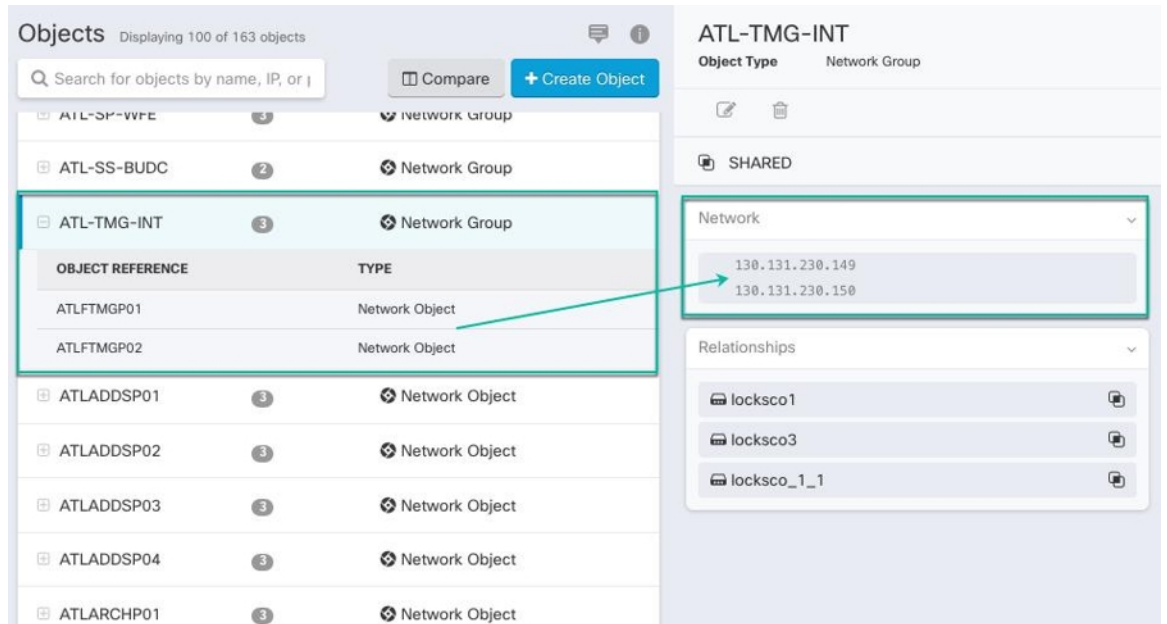 Objects Displaying 100 of 163 objects
Search for objects by name, IP, or
Compare
+ Create Object
ATL-SP-WFE 3 Network Group
ATL-SS-BUDC 2 Network Group
ATL-TMG-INT 3 Network Group
OBJECT REFERENCE TYPE
ATLFTMGP01 Network Object
ATLFTMGP02 Network Object
ATLADDSP01 3 Network Object
ATLADDSP02 3 Network Object
ATLADDSP03 3 Network Object
ATLADDSP04 3 Network Object
ATLARCHP01 3 Network Object
ATL-TMG-INT
Object Type Network Group
SHARED
Network
130.131.230.149
130.131.230.150
Relationships
locksco1
locksco3
locksco_1_1